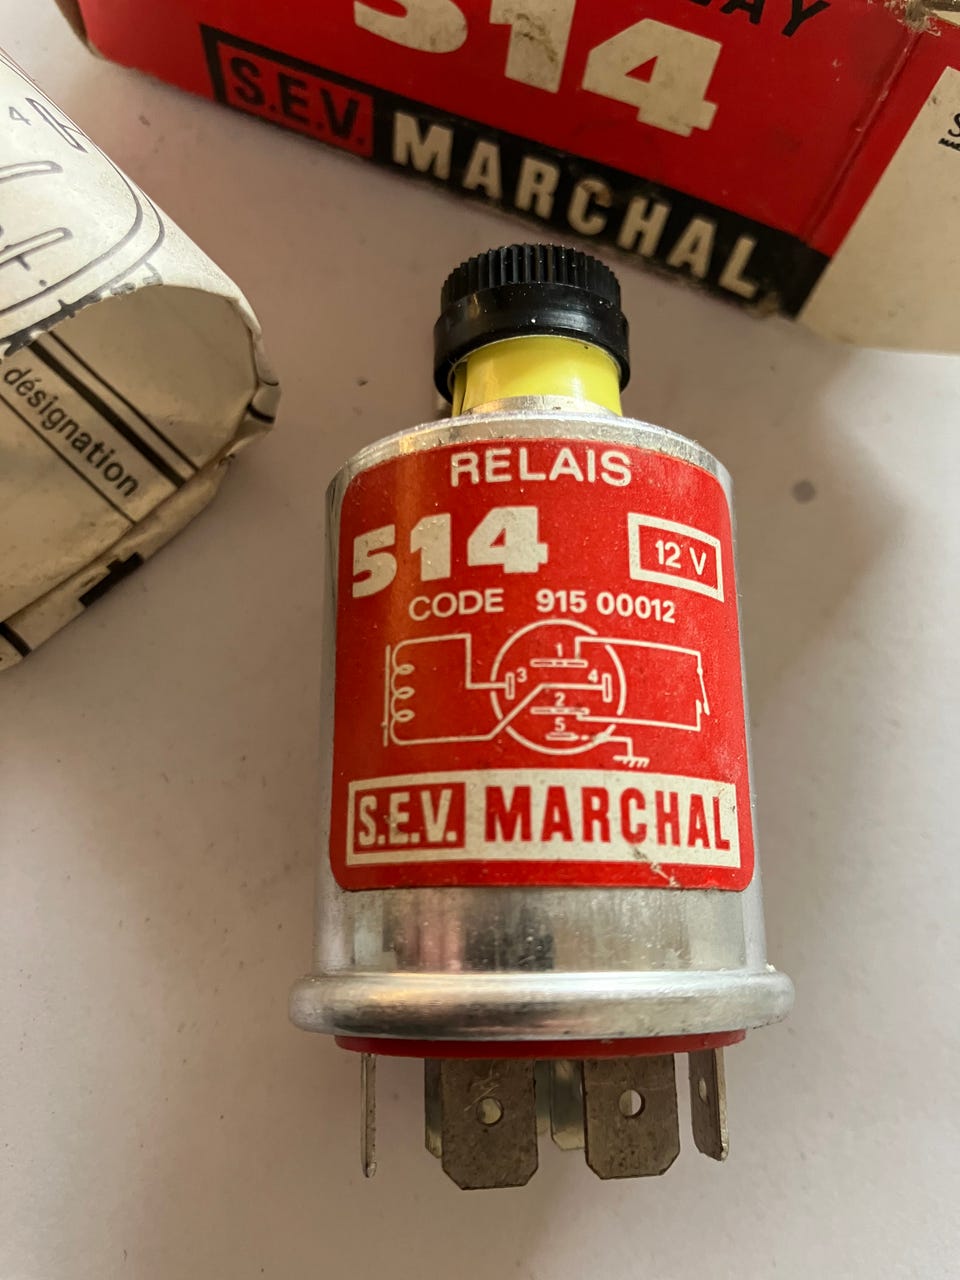 514
S.E.V. MARCHAL
désignation
RELAIS
514
12 V
CODE 915 00012
1
3
4
2
5
S.E.V. MARCHAL